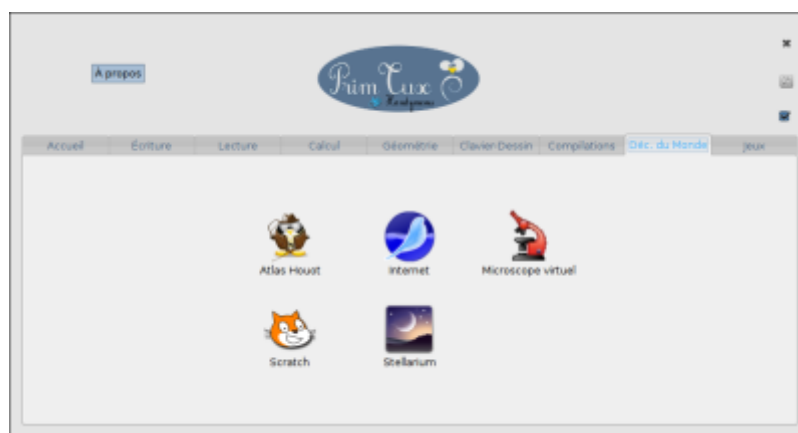 À propos
Prim Tux
Handymenu
Accueil Écriture Lecture Calcul Géométrie Clavier-Dessin Compilations Déc. du Monde Jeux
Atlas Houot Internet Microscope virtuel
Scratch Stellarium